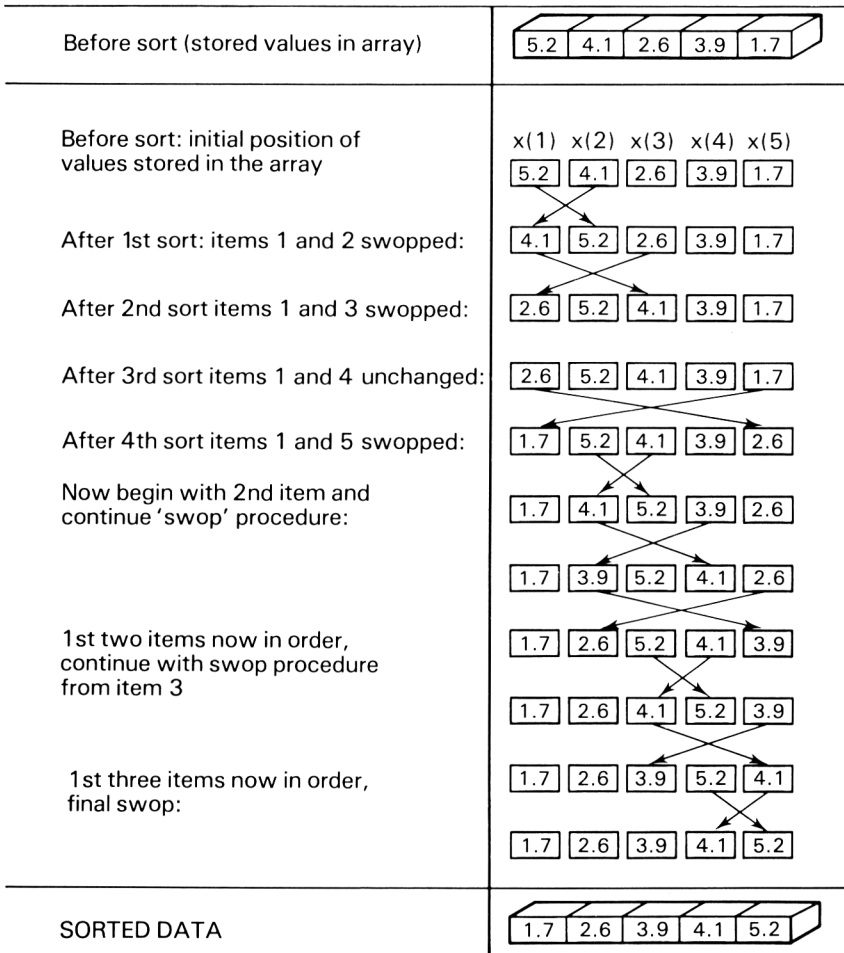 Before sort (stored values in array)
5.2 4.1 2.6 3.9 1.7
Before sort: initial position of
values stored in the array
x(1) x(2) x(3) x(4) x(5)
5.2 4.1 2.6 3.9 1.7
After 1st sort: items 1 and 2 swopped:
4.1 5.2 2.6 3.9 1.7
After 2nd sort items 1 and 3 swopped:
2.6 5.2 4.1 3.9 1.7
After 3rd sort items 1 and 4 unchanged:
2.6 5.2 4.1 3.9 1.7
After 4th sort items 1 and 5 swopped:
1.7 5.2 4.1 3.9 2.6
Now begin with 2nd item and
continue ‘swop’ procedure:
1.7 4.1 5.2 3.9 2.6
1.7 3.9 5.2 4.1 2.6
1st two items now in order,
continue with swop procedure
from item 3
1.7 2.6 5.2 4.1 3.9
1.7 2.6 4.1 5.2 3.9
1st three items now in order,
final swop:
1.7 2.6 3.9 5.2 4.1
1.7 2.6 3.9 4.1 5.2
SORTED DATA
1.7 2.6 3.9 4.1 5.2